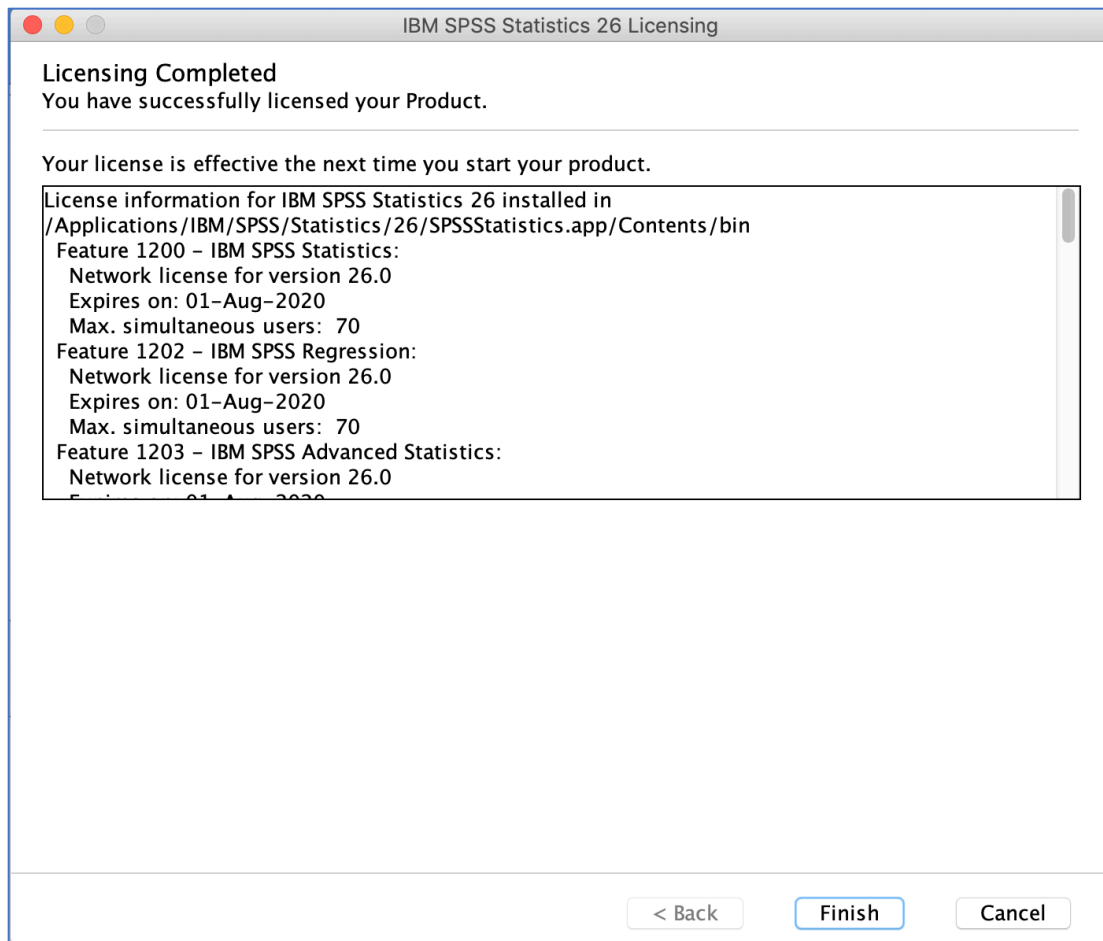 IBM SPSS Statistics 26 Licensing
Licensing Completed
You have successfully licensed your Product.
Your license is effective the next time you start your product.
License information for IBM SPSS Statistics 26 installed in
/Applications/IBM/SPSS/Statistics/26/SPSSStatistics.app/Contents/bin
Feature 1200 – IBM SPSS Statistics:
Network license for version 26.0
Expires on: 01-Aug-2020
Max. simultaneous users:  70
Feature 1202 – IBM SPSS Regression:
Network license for version 26.0
Expires on: 01-Aug-2020
Max. simultaneous users:  70
Feature 1203 – IBM SPSS Advanced Statistics:
Network license for version 26.0
Expires on: 01-Aug-2020
< Back
Finish
Cancel